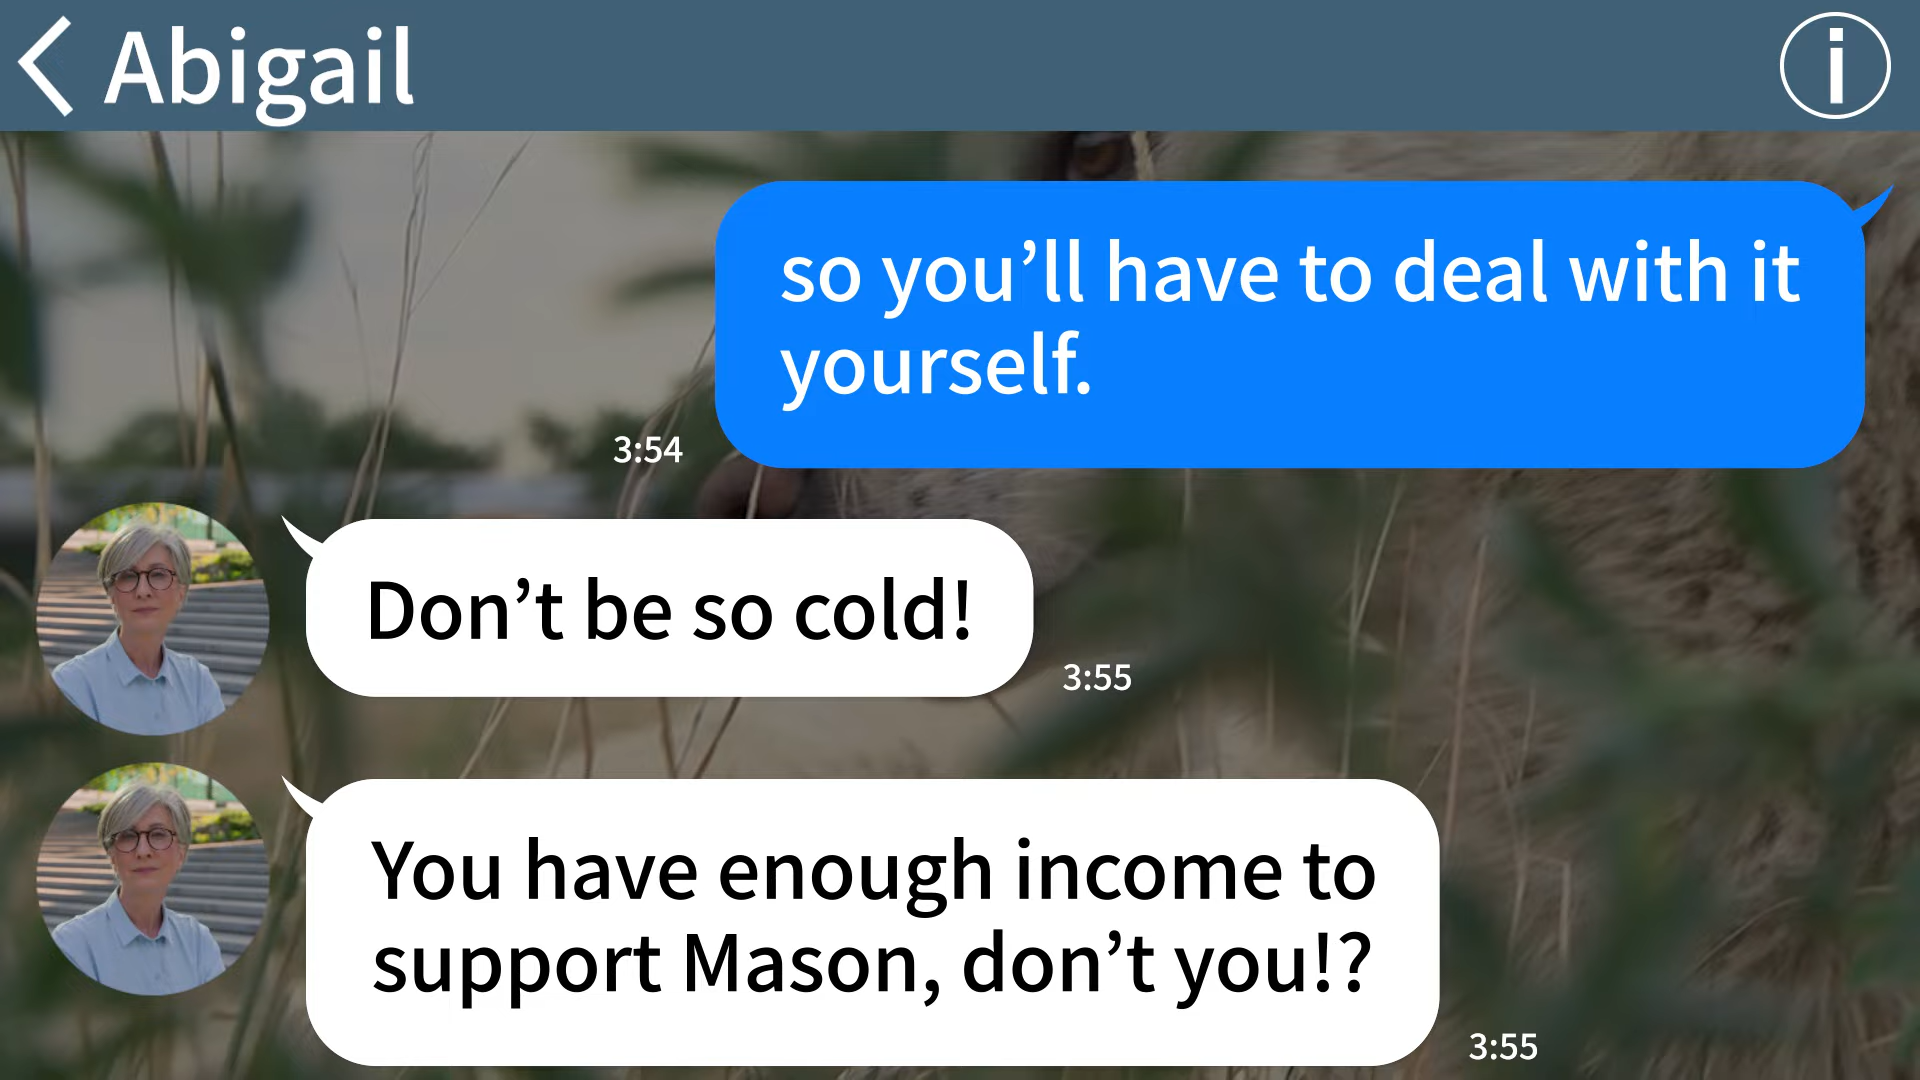 Abigail
so you’ll have to deal with it
yourself.
3:54
Don’t be so cold!
3:55
You have enough income to
support Mason, don’t you!?
3:55